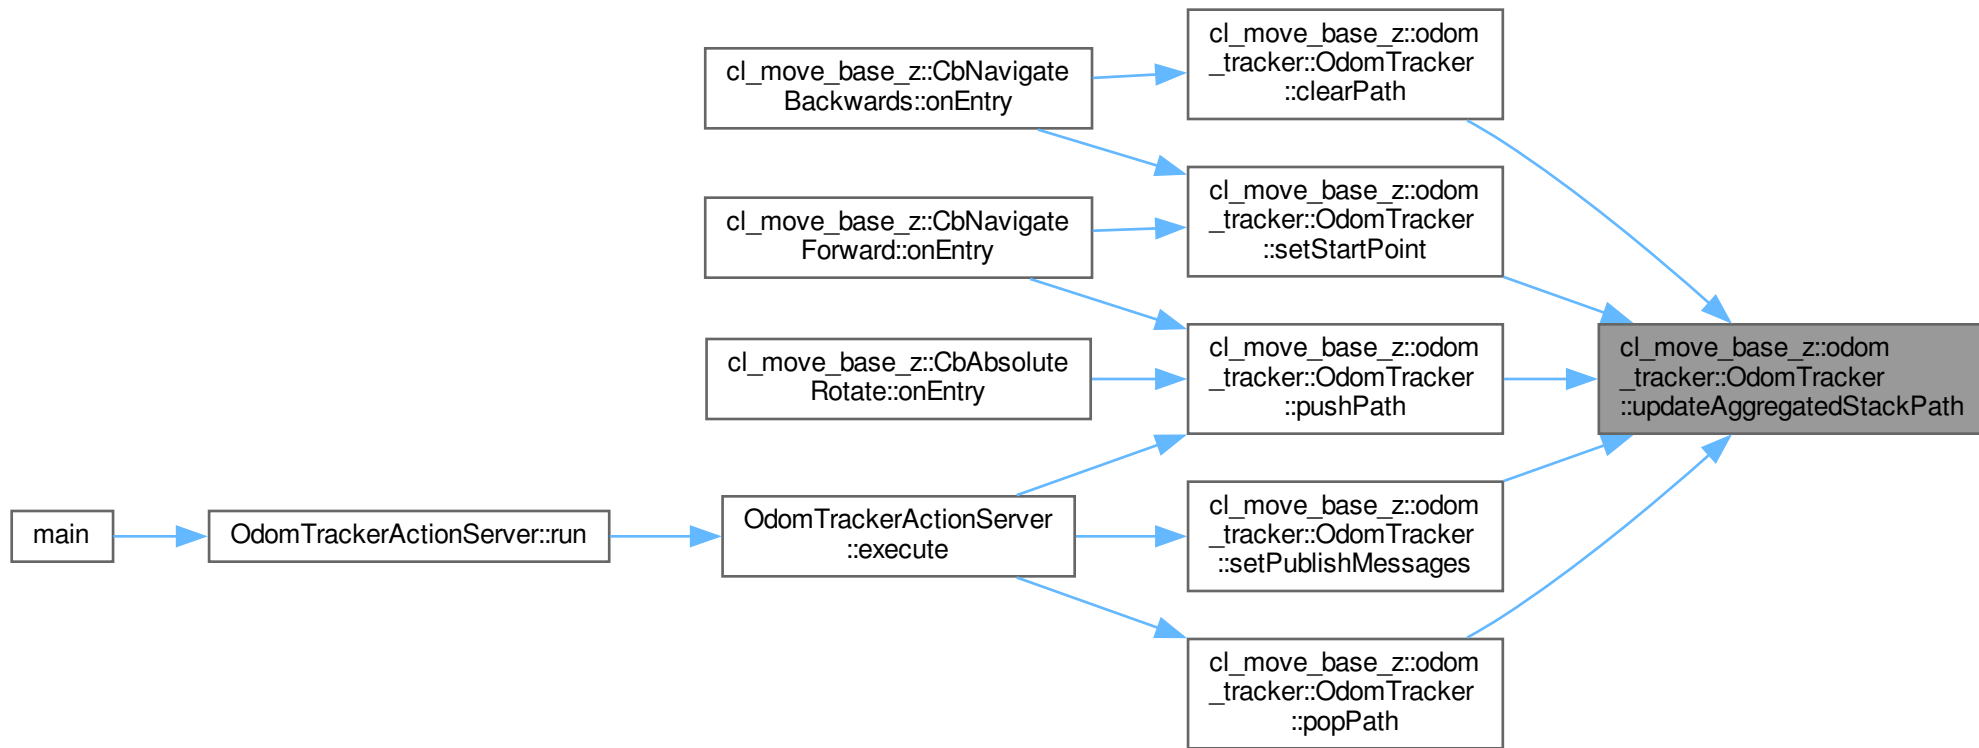 main
OdomTrackerActionServer::run
OdomTrackerActionServer
::execute
cl_move_base_z::CbNavigate
Backwards::onEntry
cl_move_base_z::CbNavigate
Forward::onEntry
cl_move_base_z::CbAbsolute
Rotate::onEntry
cl_move_base_z::odom
_tracker::OdomTracker
::clearPath
cl_move_base_z::odom
_tracker::OdomTracker
::setStartPoint
cl_move_base_z::odom
_tracker::OdomTracker
::pushPath
cl_move_base_z::odom
_tracker::OdomTracker
::setPublishMessages
cl_move_base_z::odom
_tracker::OdomTracker
::popPath
cl_move_base_z::odom
_tracker::OdomTracker
::updateAggregatedStackPath